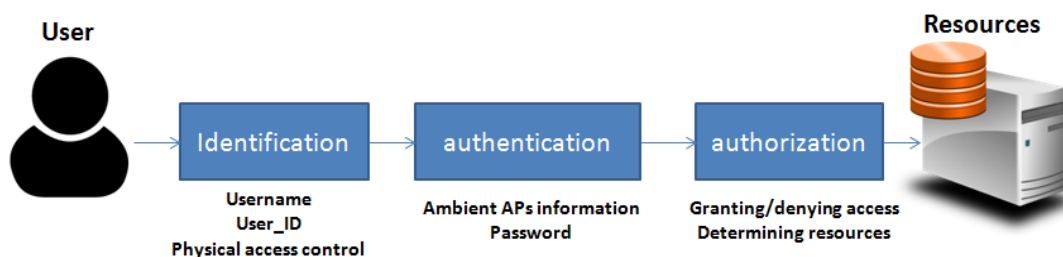 User
Resources
Identification
authentication
authorization
Username
User_ID
Physical access control
Ambient APs information
Password
Granting/denying access
Determining resources